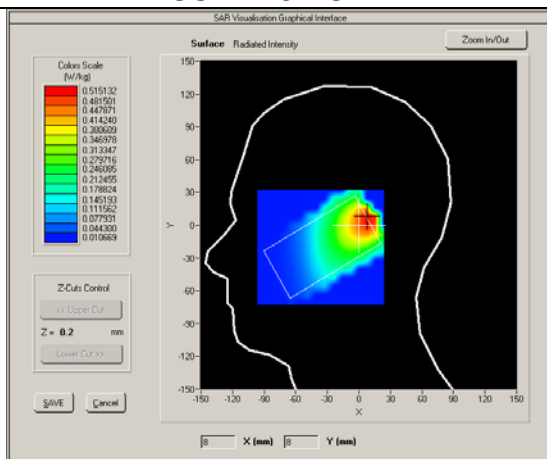 SAR Visualisation Graphical Interface
Surface Radiated Intensity
Zoom In/Out
Colors Scale
(W/kg)
0.515132
0.481501
0.447871
0.414240
0.380609
0.346978
0.313347
0.279716
0.246085
0.212455
0.178824
0.145193
0.111562
0.077931
0.044300
0.010669
150
120
90
60
30
0
-30
-60
-90
-120
-150
Y
-150 -120 -90 -60 -30 0 30 60 90 120 150
X
Z-Cuts Control
<< Upper Cut
Z = 0.2 mm
Lower Cut >>
SAVE Cancel
8 X (mm) 8 Y (mm)